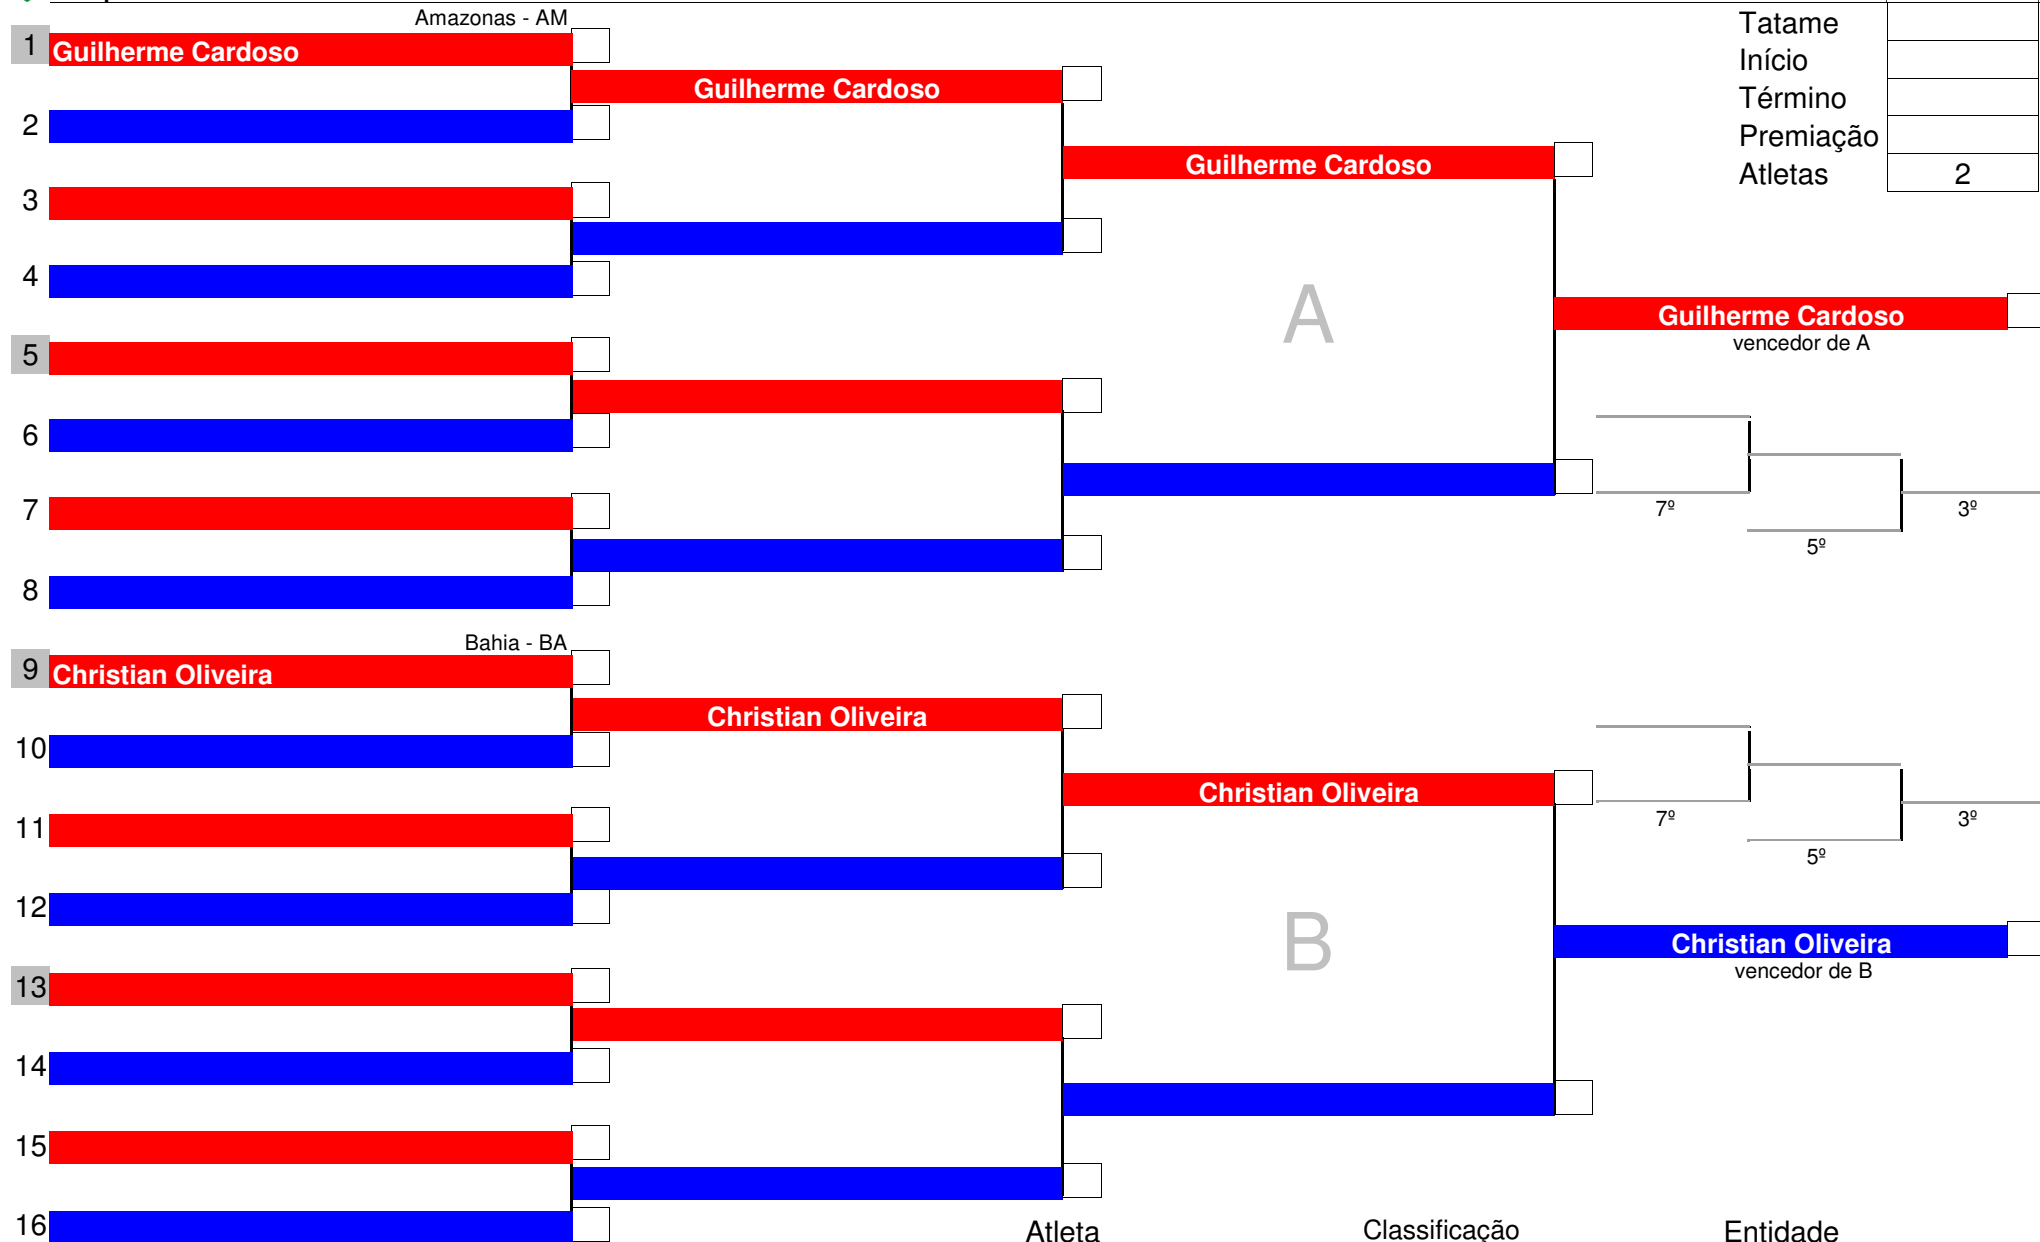 Amazonas - AM
Tatame
1 Guilherme Cardoso
Início
Guilherme Cardoso
Término
2
Premiação
Guilherme Cardoso
Atletas 2
3
4
A
Guilherme Cardoso
vencedor de A
5
6
7
7º
3º
5º
8
Bahia - BA
9 Christian Oliveira
Christian Oliveira
10
Christian Oliveira
11
7º
3º
5º
12
B
Christian Oliveira
vencedor de B
13
14
15
16
Atleta Classificação Entidade